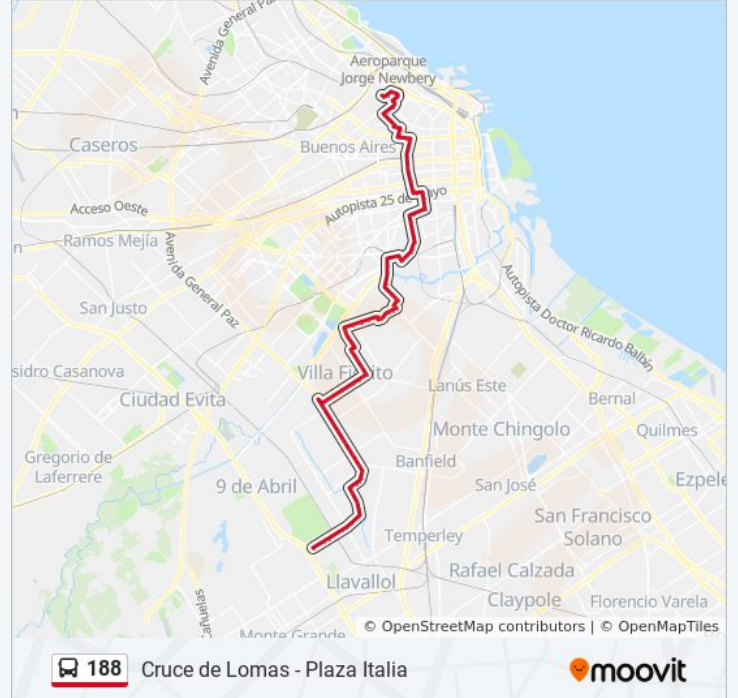 Avenida General Paz
Aeroparque
Jorge Newbery
Caseros
Buenos Aires
Acceso Oeste
Autopista 25 de Mayo
Ramos Mejía
Avenida General Paz
San Justo
Autopista Doctor Ricardo Balbín
sidro Casanova
Villa Fiorito
Lanús Este
Ciudad Evita
Bernal
Monte Chingolo
Quilmes
Gregorio de
Laferrere
Banfield
9 de Abril
San José
Ezpele
San Francisco
Solano
Temperley
Llavallol
Rafael Calzada
Claypole
Florencio Varela
añuelas
Monte Grande
© OpenStreetMap contributors | © OpenMapTiles
188 Cruce de Lomas - Plaza Italia
moovit